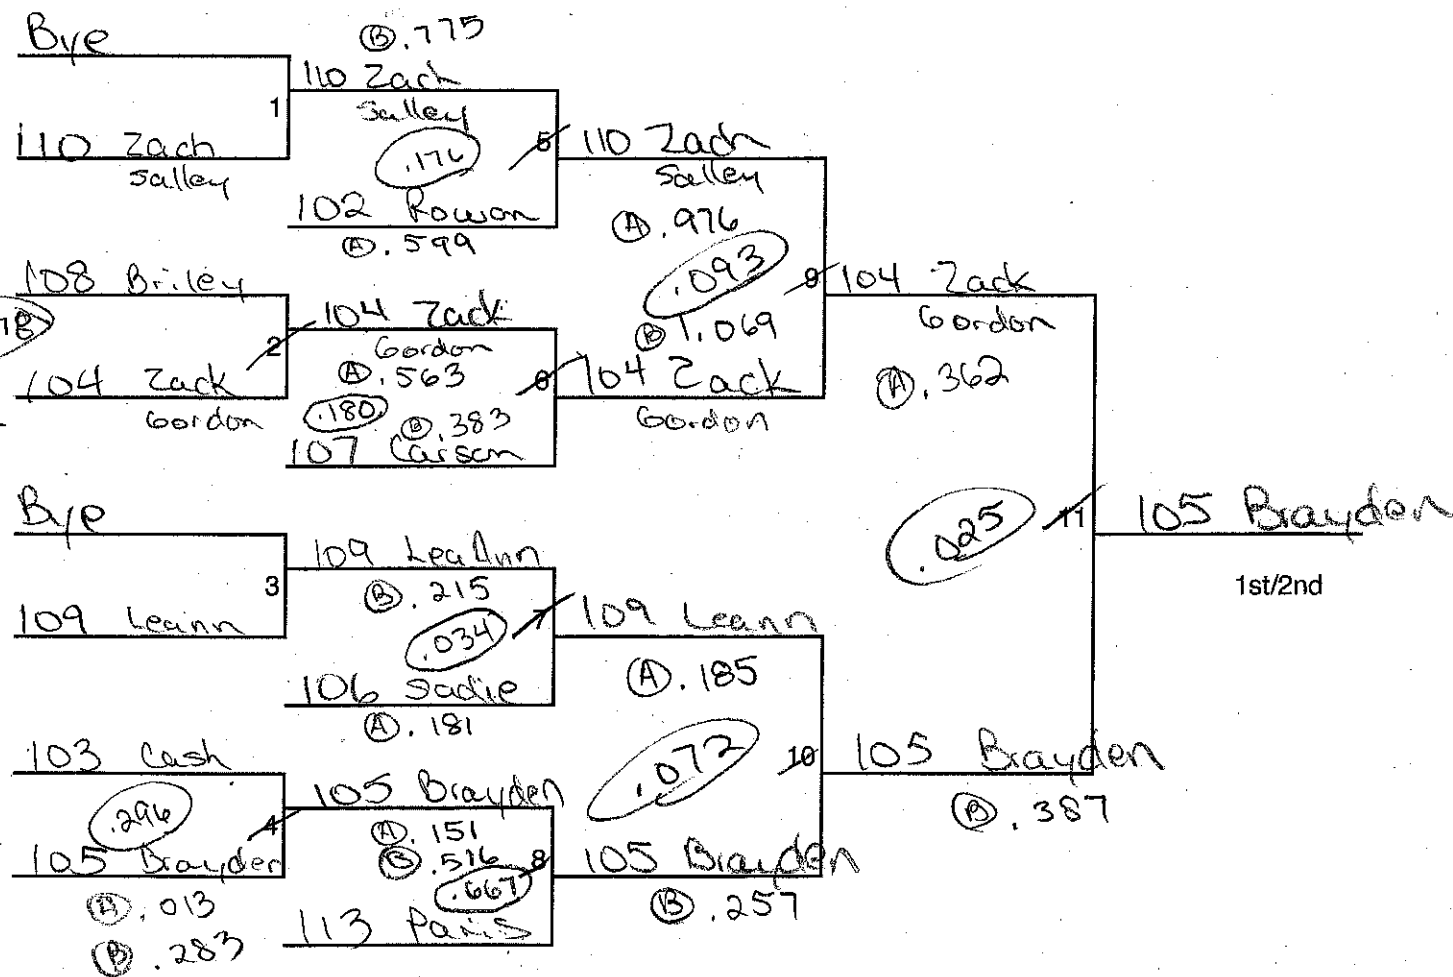 Bye
Ⓑ .775
110 Zach
Salley
1
110 Zach
Salley
.176
5
110 Zach
Salley
102 Rowan
Ⓐ .599
Ⓐ .976
.093
Ⓑ 1.069
9
104 Zack
Gordon
108 Briley
2
104 Zack
Gordon
104 Zack
Gordon
Ⓐ .563
.180
Ⓑ .383
6
104 Zack
Gordon
107 Carson
Ⓐ .362
Bye
3
109 LeaAnn
Ⓑ .215
109 Leann
.034
7
109 Leann
106 Sadie
Ⓐ .181
Ⓐ .185
.025
11
105 Brayden
1st/2nd
103 Cash
.296
4
105 Brayden
105 Brayden
Ⓐ .013
Ⓑ .283
Ⓐ .151
Ⓑ .516
.667
8
113 Paris
.072
10
105 Brayden
Ⓑ .387
105 Brayden
Ⓑ .257